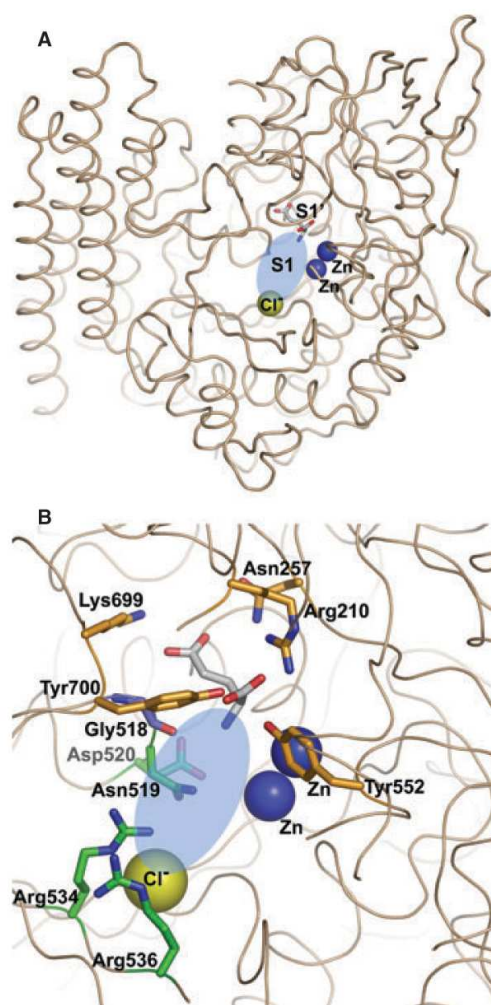 A
S1'
S1
Zn
Zn
Cl-
B
Asn257
Lys699
Arg210
Tyr700
Gly518
Asp520
Asn519
Zn
Tyr552
Zn
Cl-
Arg534
Arg536